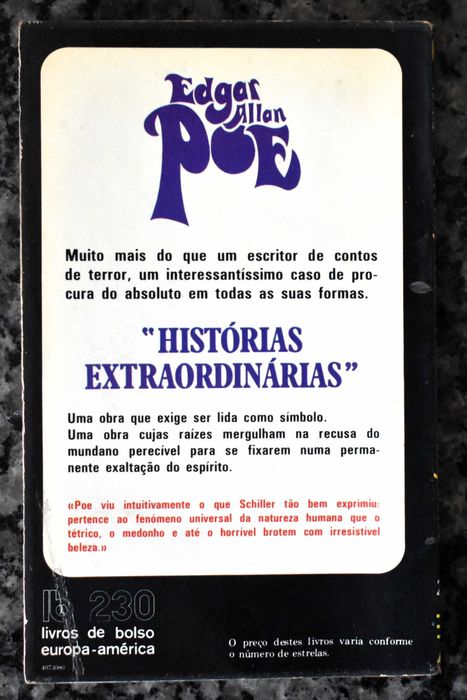 Edgar
Allan
POE
Muito mais do que um escritor de contos
de terror, um interessantíssimo caso de pro-
cura do absoluto em todas as suas formas.
"HISTÓRIAS
EXTRAORDINÁRIAS"
Uma obra que exige ser lida como símbolo.
Uma obra cujas raízes mergulham na recusa do
mundano perecível para se fixarem numa perma-
nente exaltação do espírito.
«Poe viu intuitivamente o que Schiller tão bem exprimiu:
pertence ao fenómeno universal da natureza humana que o
tétrico, o medonho e até o horrível brotem com irresistível
beleza.»
lb 230
livros de bolso
europa-américa
4073080
O preço destes livros varia conforme
o número de estrelas.